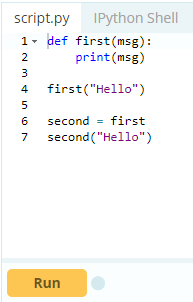 script.py IPython Shell
1 def first(msg):
2     print(msg)
3
4 first("Hello")
5
6 second = first
7 second("Hello")
Run